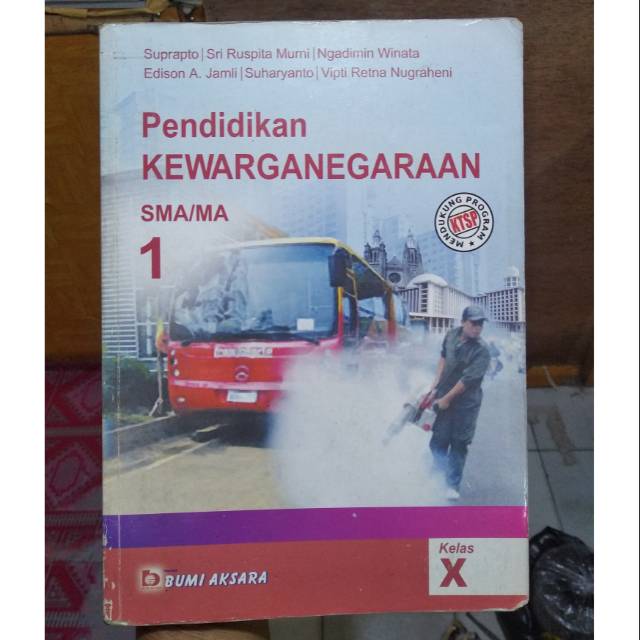 Suprapto | Sri Ruspita Murni | Ngadimin Winata
Edison A. Jamli | Suharyanto | Vipti Retna Nugraheni
Pendidikan
KEWARGANEGARAAN
SMA/MA
1
MENDUKUNG PROGRAM
KTSP
Kelas
X
BUMI AKSARA